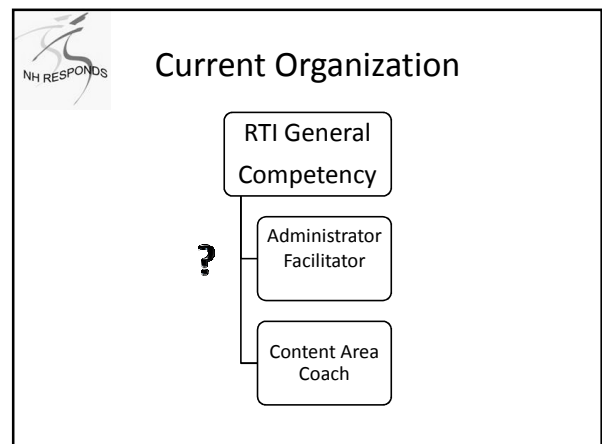 NH RESPONDS
Current Organization
RTI General
Competency
?
Administrator
Facilitator
Content Area
Coach